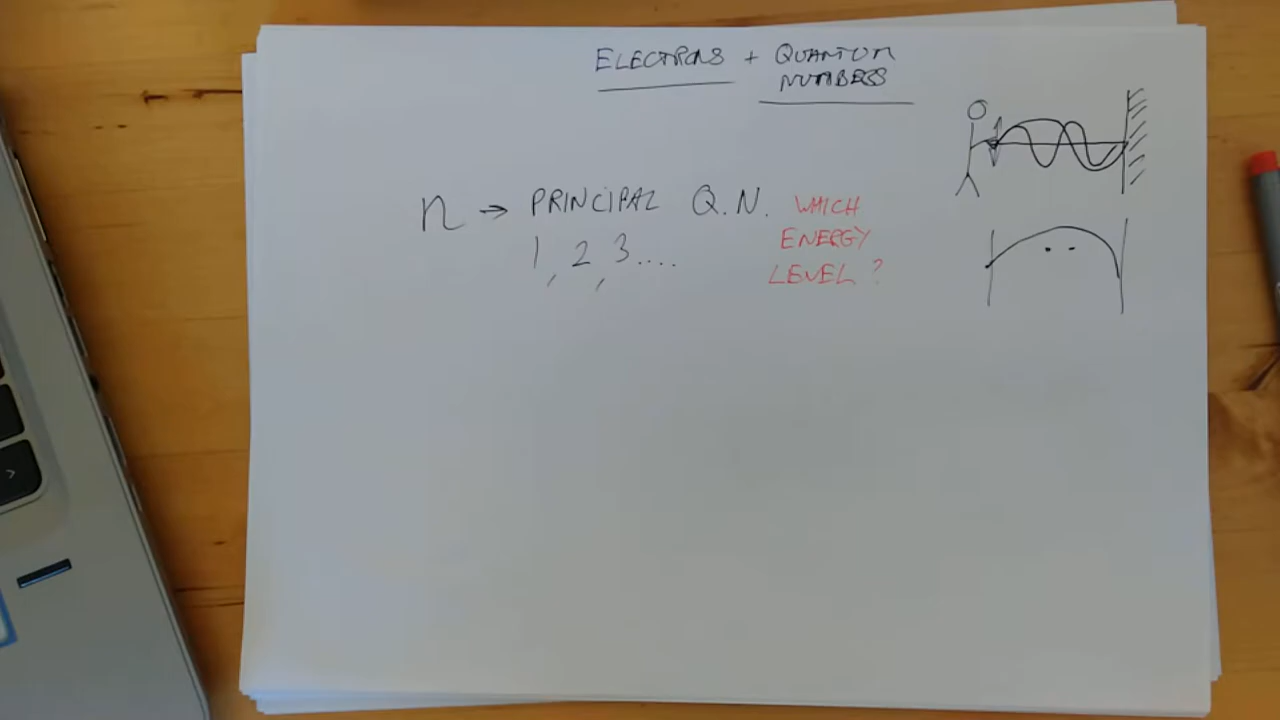 ELECTRONS + QUANTUM
NUMBERS
n → PRINCIPAL Q.N.
1, 2, 3....
WHICH
ENERGY
LEVEL?